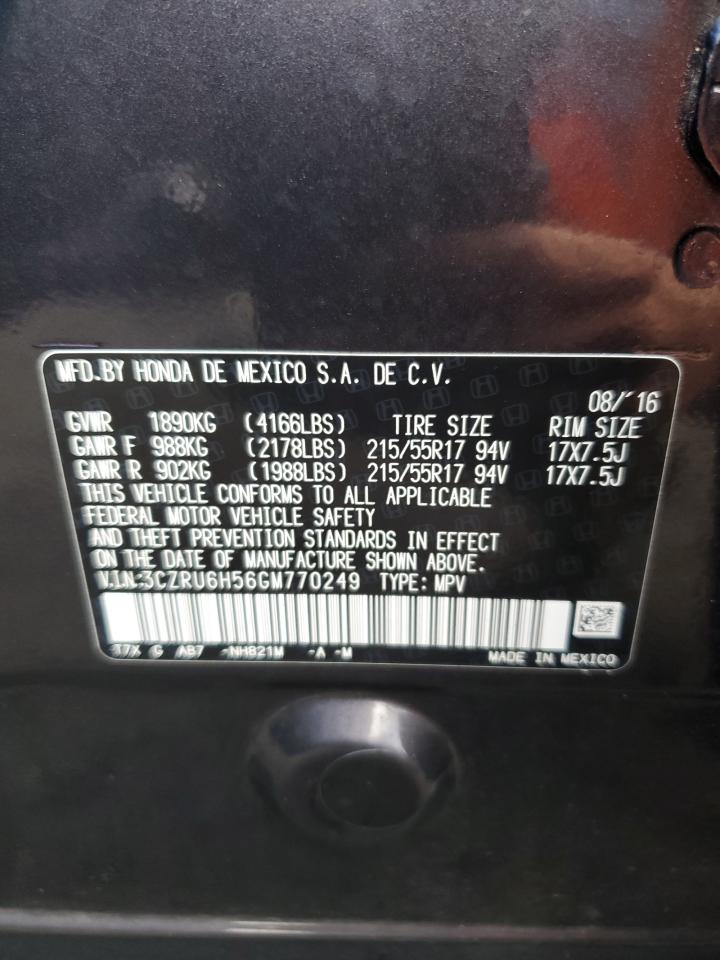 MFD.BY HONDA DE MEXICO S.A. DE C.V.
08/´16
GVWR 1890KG (4166LBS) TIRE SIZE RIM SIZE
GAWR F 988KG (2178LBS) 215/55R17 94V 17X7.5J
GAWR R 902KG (1988LBS) 215/55R17 94V 17X7.5J
THIS VEHICLE CONFORMS TO ALL APPLICABLE
FEDERAL MOTOR VEHICLE SAFETY
AND THEFT PREVENTION STANDARDS IN EFFECT
ON THE DATE OF MANUFACTURE SHOWN ABOVE.
V.I.N:3CZRU6H56GM770249 TYPE: MPV
T7X G AB7 -NH821M -A -M MADE IN MEXICO